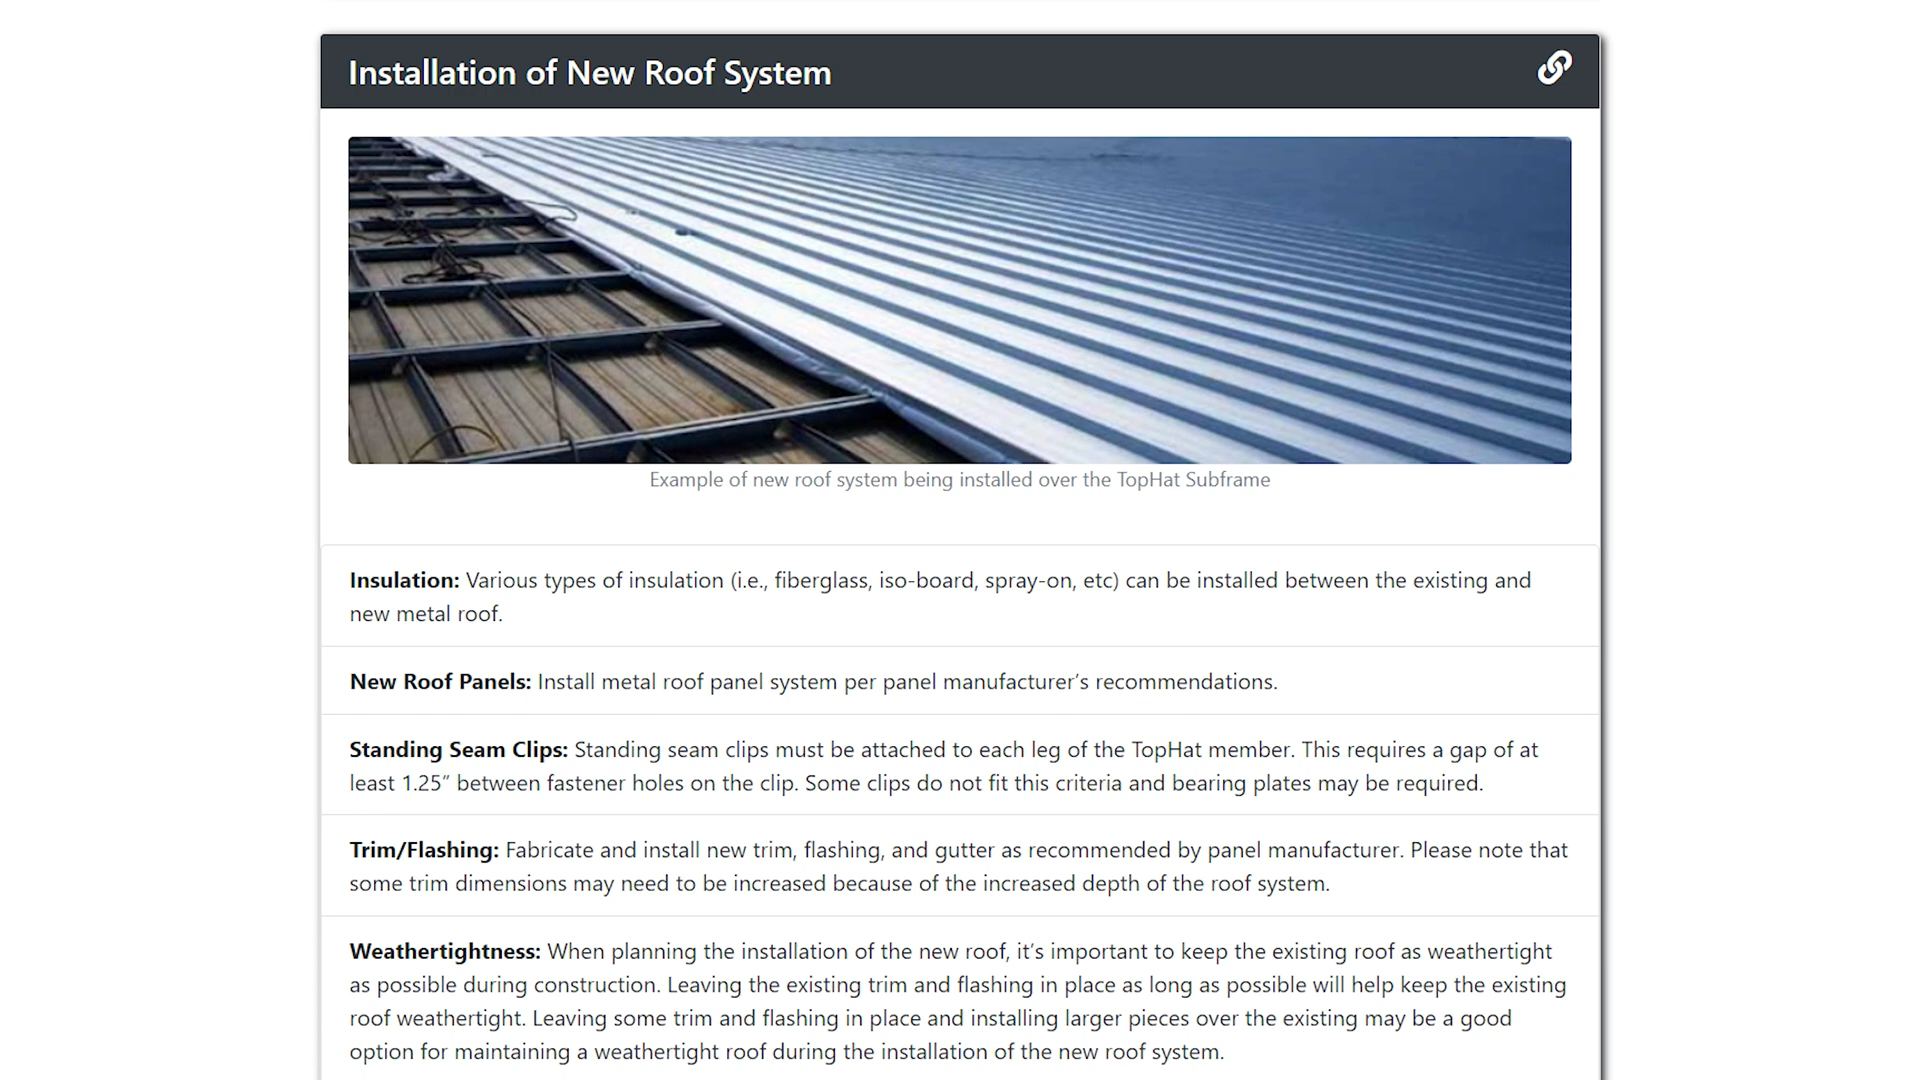 Installation of New Roof System
Example of new roof system being installed over the TopHat Subframe
Insulation: Various types of insulation (i.e., fiberglass, iso-board, spray-on, etc) can be installed between the existing and
new metal roof.
New Roof Panels: Install metal roof panel system per panel manufacturer’s recommendations.
Standing Seam Clips: Standing seam clips must be attached to each leg of the TopHat member. This requires a gap of at
least 1.25” between fastener holes on the clip. Some clips do not fit this criteria and bearing plates may be required.
Trim/Flashing: Fabricate and install new trim, flashing, and gutter as recommended by panel manufacturer. Please note that
some trim dimensions may need to be increased because of the increased depth of the roof system.
Weathertightness: When planning the installation of the new roof, it’s important to keep the existing roof as weathertight
as possible during construction. Leaving the existing trim and flashing in place as long as possible will help keep the existing
roof weathertight. Leaving some trim and flashing in place and installing larger pieces over the existing may be a good
option for maintaining a weathertight roof during the installation of the new roof system.